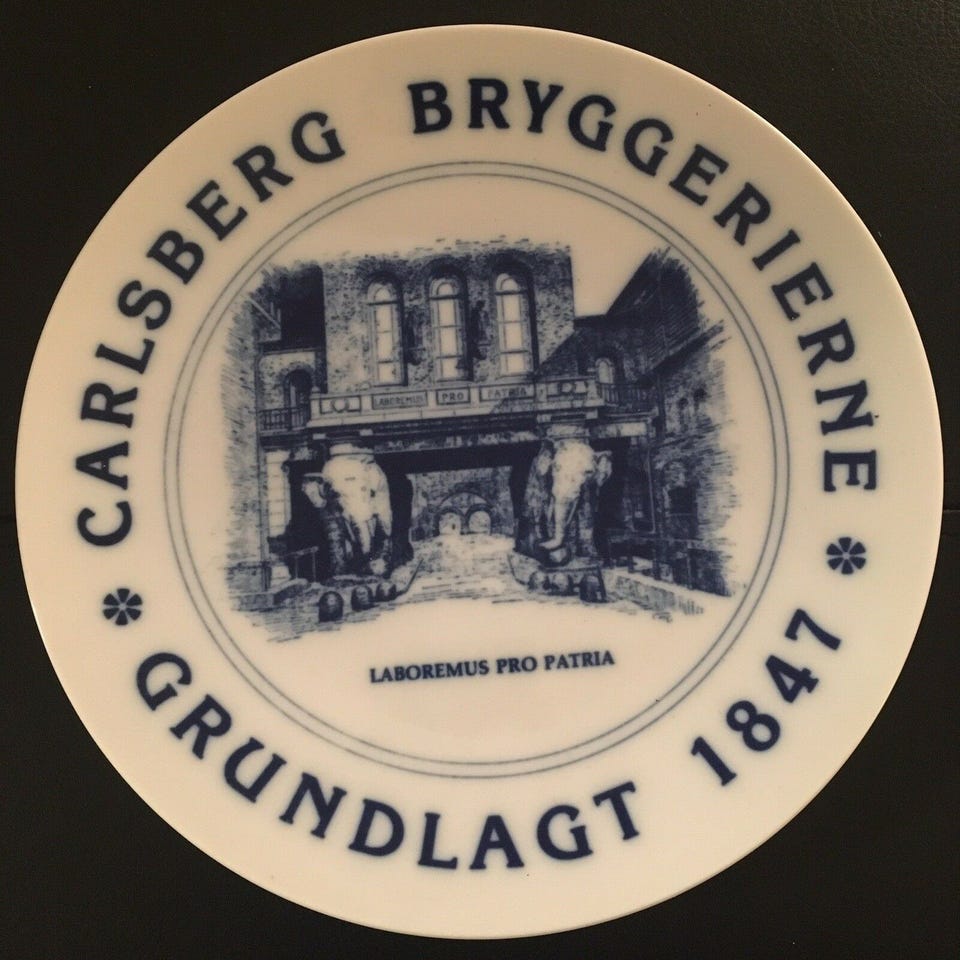 CARLSBERG BRYGGERIERNE
LABOREMUS PRO PATRIA
LABOREMUS PRO PATRIA
GRUNDLAGT 1847